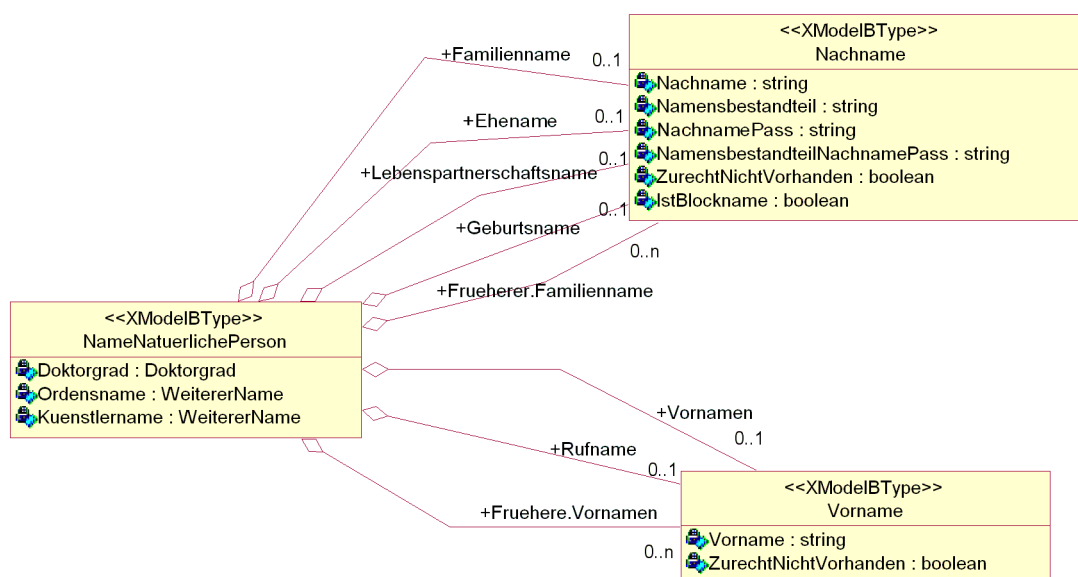 <<XModelBType>>
Nachname
Nachname : string
Namensbestandteil : string
NachnamePass : string
NamensbestandteilNachnamePass : string
ZurechtNichtVorhanden : boolean
IstBlockname : boolean
+Familienname
0..1
+Ehename
0..1
+Lebenspartnerschaftsname
0..1
+Geburtsname
0..1
+Frueherer.Familienname
0..n
<<XModelBType>>
NameNatuerlichePerson
Doktorgrad : Doktorgrad
Ordensname : WeitererName
Kuenstlername : WeitererName
+Vornamen
0..1
+Rufname
0..1
+Fruehere.Vornamen
0..n
<<XModelBType>>
Vorname
Vorname : string
ZurechtNichtVorhanden : boolean